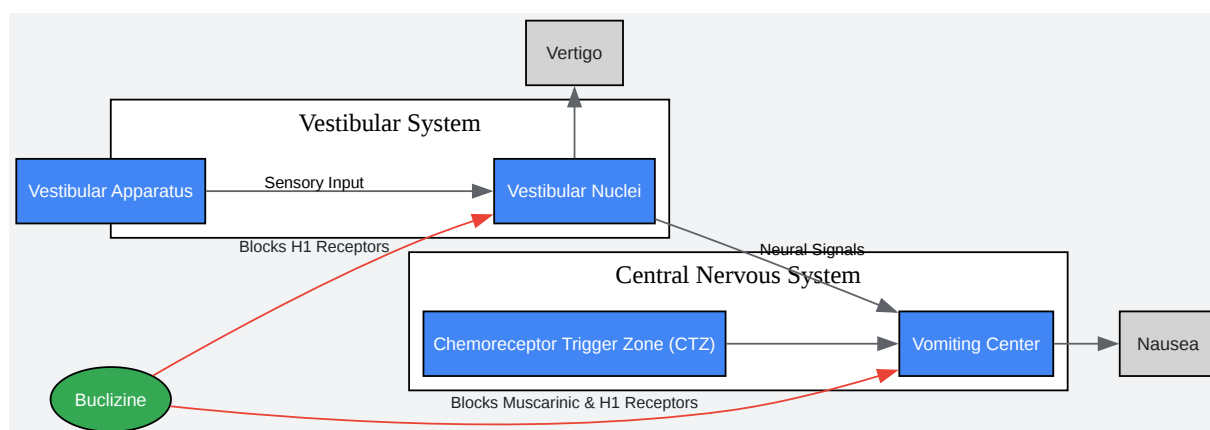 Vertigo
Vestibular System
Vestibular Apparatus
Sensory Input
Vestibular Nuclei
Blocks H1 Receptors
Neural Signals
Central Nervous System
Chemoreceptor Trigger Zone (CTZ)
Vomiting Center
Nausea
Buclizine
Blocks Muscarinic & H1 Receptors